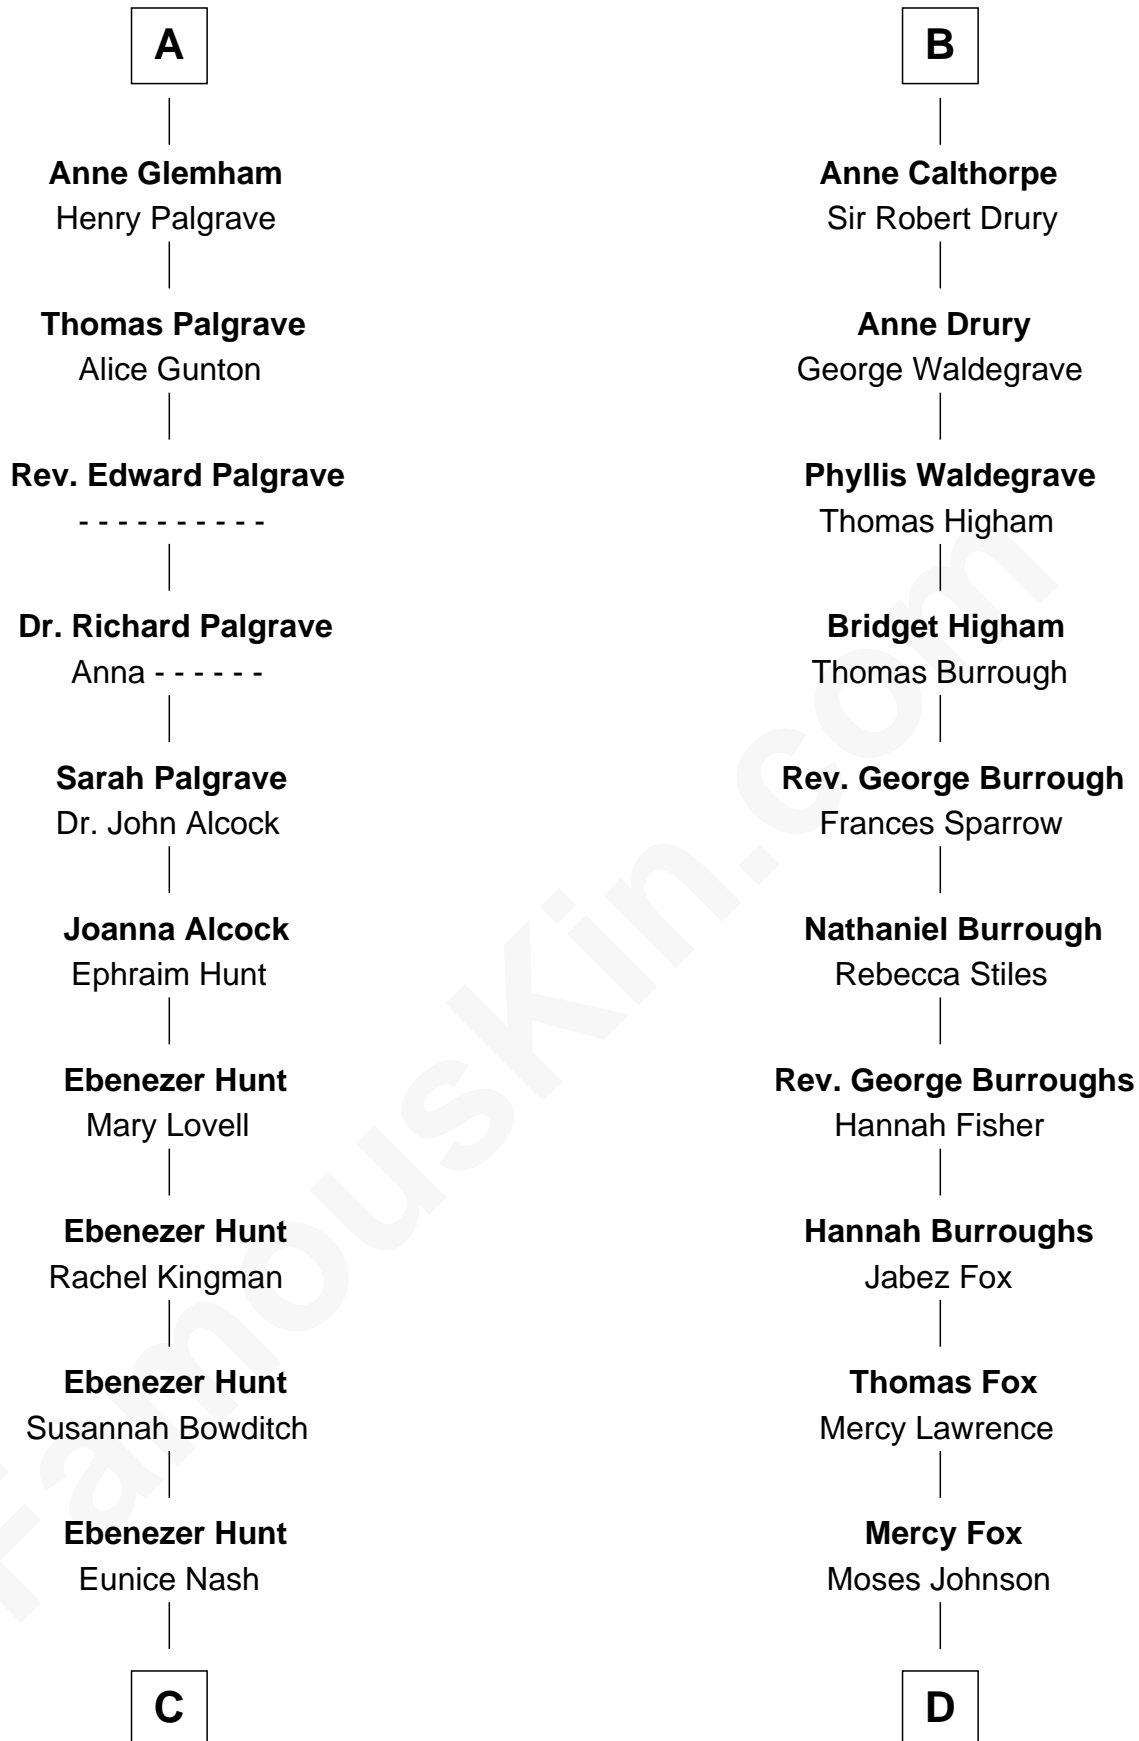 A
Anne Glemham
Henry Palgrave
Thomas Palgrave
Alice Gunton
Rev. Edward Palgrave
- - - - - - - - - -
Dr. Richard Palgrave
Anna - - - - - -
Sarah Palgrave
Dr. John Alcock
Joanna Alcock
Ephraim Hunt
Ebenezer Hunt
Mary Lovell
Ebenezer Hunt
Rachel Kingman
Ebenezer Hunt
Susannah Bowditch
Ebenezer Hunt
Eunice Nash
C
B
Anne Calthorpe
Sir Robert Drury
Anne Drury
George Waldegrave
Phyllis Waldegrave
Thomas Higham
Bridget Higham
Thomas Burrough
Rev. George Burrough
Frances Sparrow
Nathaniel Burrough
Rebecca Stiles
Rev. George Burroughs
Hannah Fisher
Hannah Burroughs
Jabez Fox
Thomas Fox
Mercy Lawrence
Mercy Fox
Moses Johnson
D
FamousKin.com